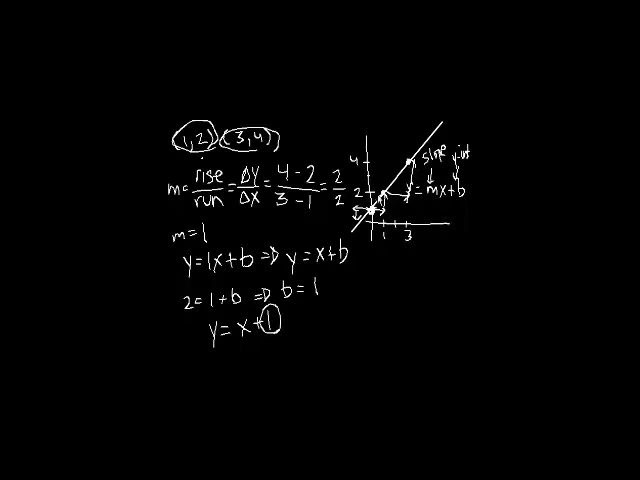 (1,2) (3,4)
m= rise/run = ΔY/ΔX = 4-2/3-1 = 2/2
m=1
y=1x+b ⇒ y=x+b
2=1+b ⇒ b=1
y=x+1
4
2
1 3
slope y-int
y=mx+b